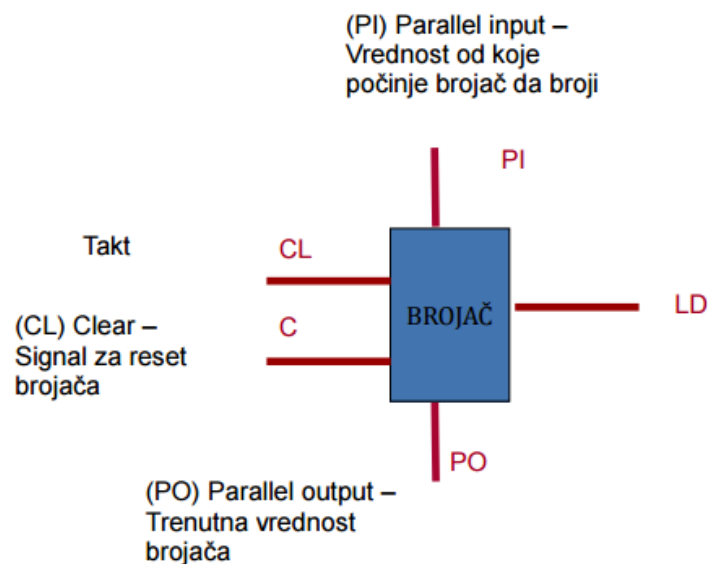 (PI) Parallel input –
Vrednost od koje
počinje brojač da broji
PI
Takt
CL
(CL) Clear –
Signal za reset
brojača
C
BROJAČ
LD
PO
(PO) Parallel output –
Trenutna vrednost
brojača